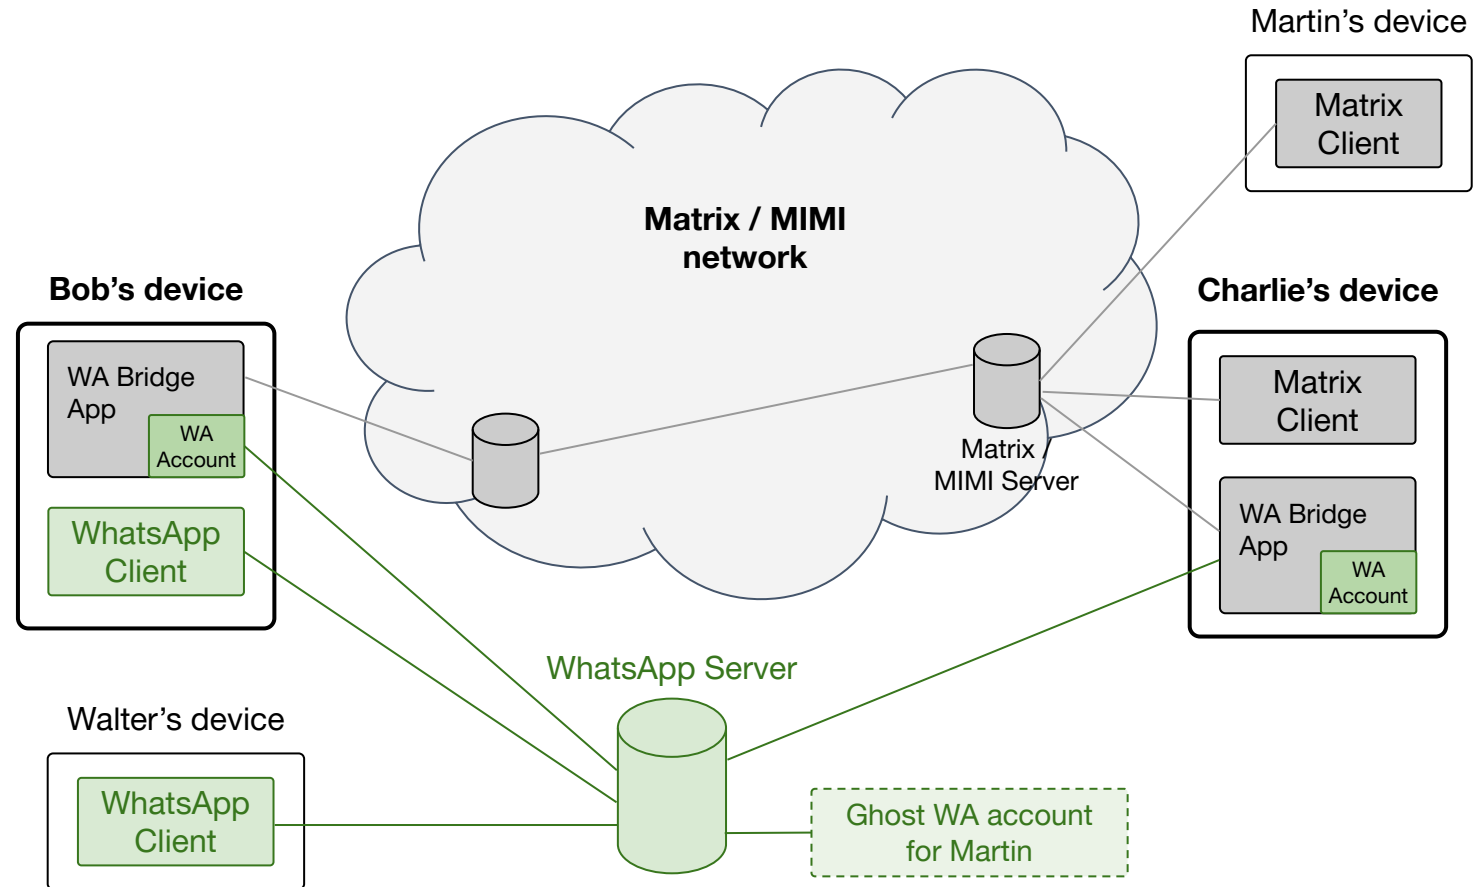 Martin’s device
Matrix
Client
Matrix / MIMI
network
Bob’s device
Charlie’s device
WA Bridge
App
WA
Account
Matrix
Client
Matrix /
MIMI Server
WhatsApp
Client
WA Bridge
App
WA
Account
WhatsApp Server
Walter’s device
WhatsApp
Client
Ghost WA account
for Martin